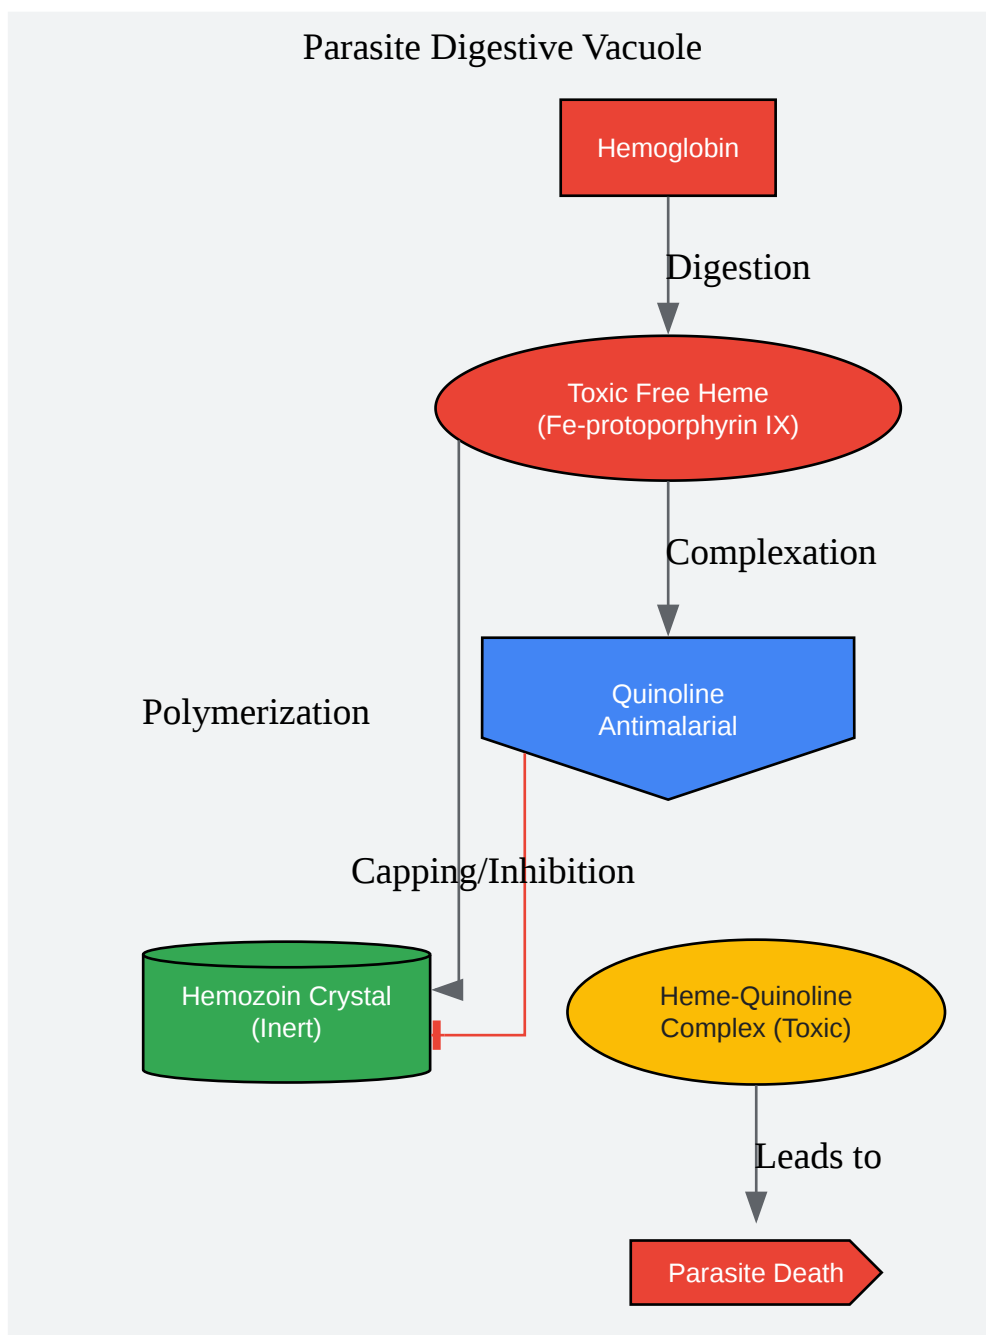 Parasite Digestive Vacuole
Hemoglobin
Digestion
Toxic Free Heme
(Fe-protoporphyrin IX)
Complexation
Quinoline
Antimalarial
Polymerization
Capping/Inhibition
Hemozoin Crystal
(Inert)
Heme-Quinoline
Complex (Toxic)
Leads to
Parasite Death